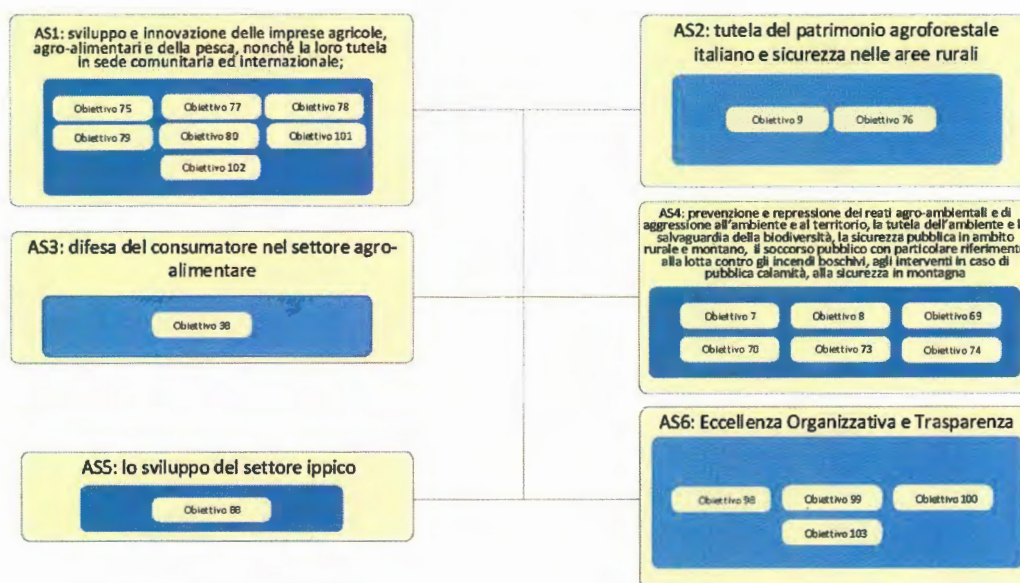 AS1: sviluppo e innovazione delle imprese agricole,
agro-alimentari e della pesca, nonché la loro tutela
in sede comunitaria ed internazionale;
Obiettivo 75
Obiettivo 77
Obiettivo 78
Obiettivo 79
Obiettivo 80
Obiettivo 101
Obiettivo 102
AS2: tutela del patrimonio agroforestale
italiano e sicurezza nelle aree rurali
Obiettivo 9
Obiettivo 76
AS3: difesa del consumatore nel settore agro-
alimentare
Obiettivo 38
AS4: prevenzione e repressione dei reati agro-ambientali e di
aggressione all'ambiente e al territorio, la tutela dell'ambiente e l
salvaguardia della biodiversità, la sicurezza pubblica in ambito
rurale e montano, il soccorso pubblico con particolare riferiment
alla lotta contro gli incendi boschivi, agli interventi in caso di
pubblica calamità, alla sicurezza in montagna
Obiettivo 7
Obiettivo 8
Obiettivo 69
Obiettivo 70
Obiettivo 73
Obiettivo 74
AS5: lo sviluppo del settore ippico
Obiettivo 88
AS6: Eccellenza Organizzativa e Trasparenza
Obiettivo 98
Obiettivo 99
Obiettivo 100
Obiettivo 103